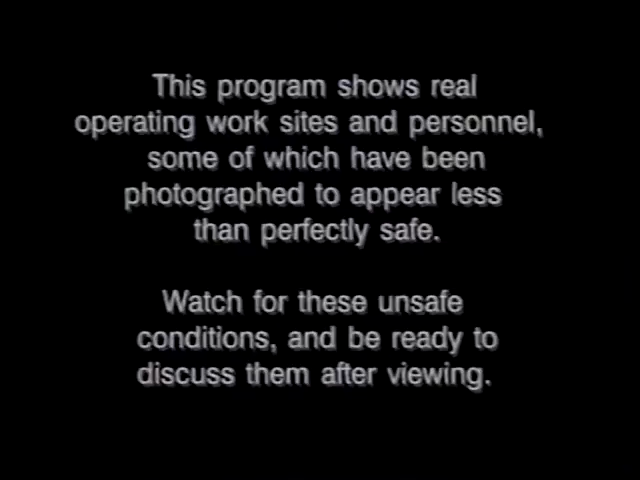 This program shows real
operating work sites and personnel,
some of which have been
photographed to appear less
than perfectly safe.
Watch for these unsafe
conditions, and be ready to
discuss them after viewing.